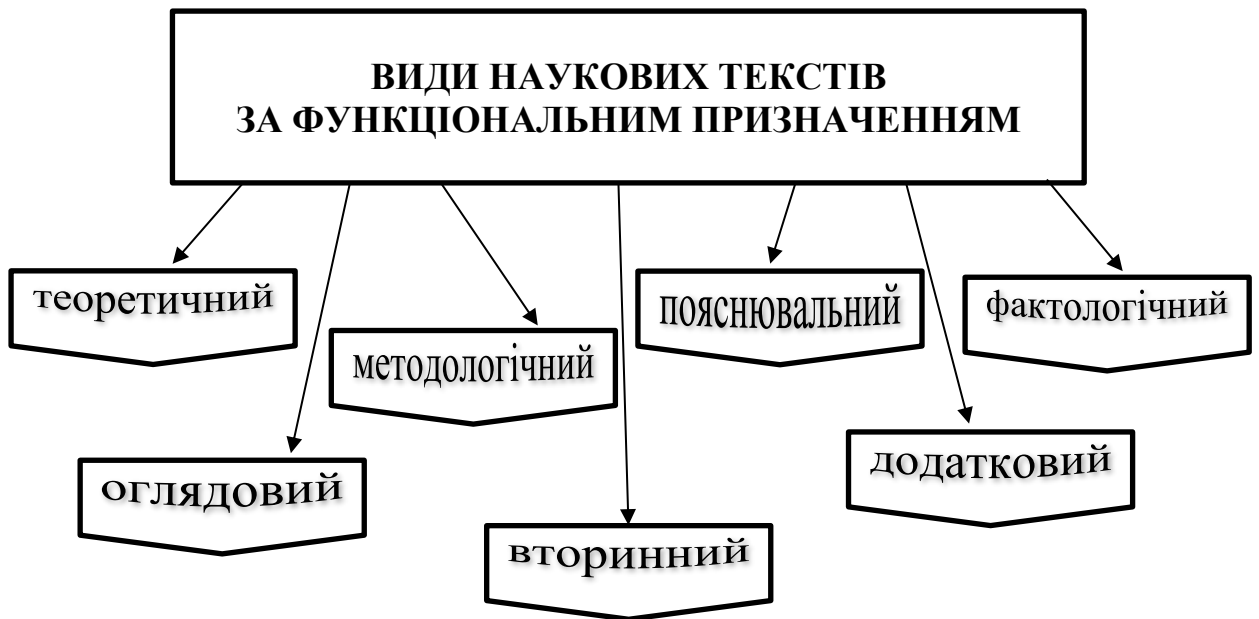 ВИДИ НАУКОВИХ ТЕКСТІВ
ЗА ФУНКЦІОНАЛЬНИМ ПРИЗНАЧЕННЯМ
теоретичний
пояснювальний
фактологічний
методологічний
оглядовий
додатковий
вторинний